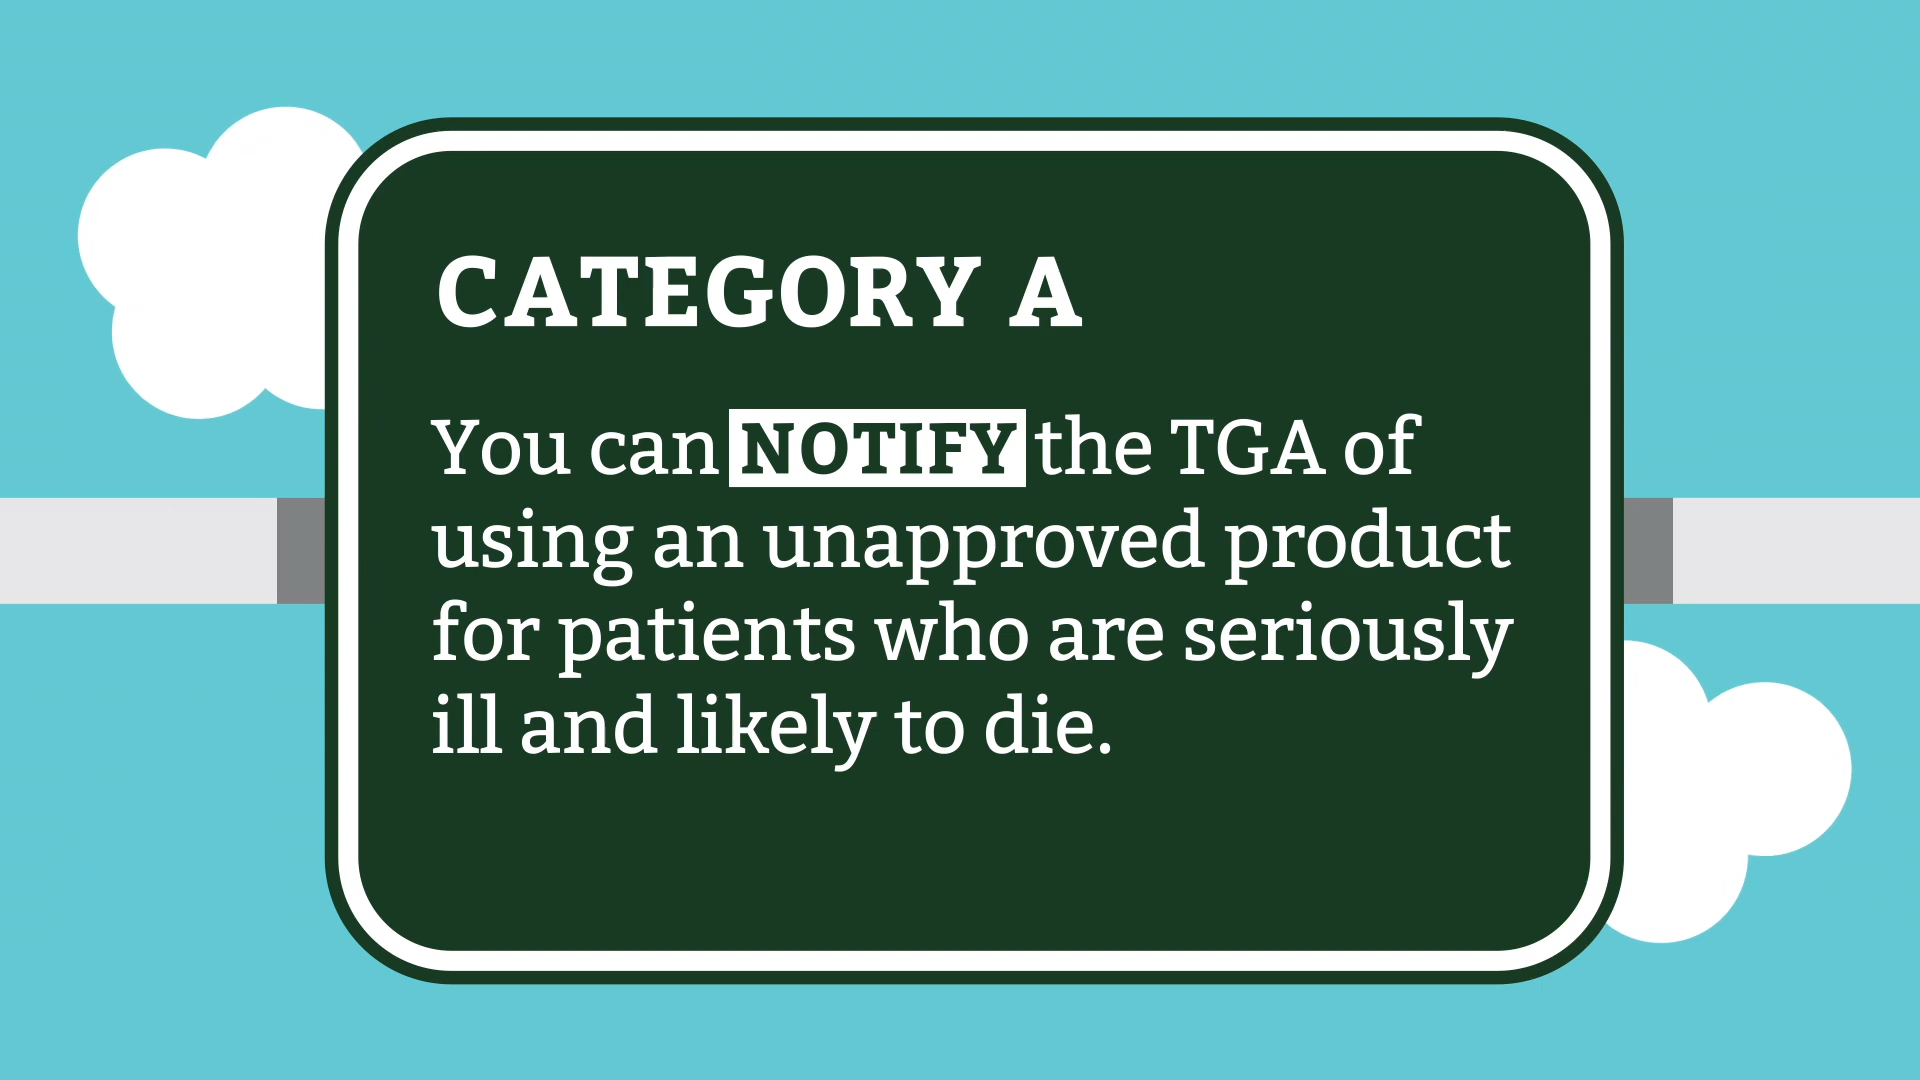 CATEGORY A
You can NOTIFY the TGA of
using an unapproved product
for patients who are seriously
ill and likely to die.